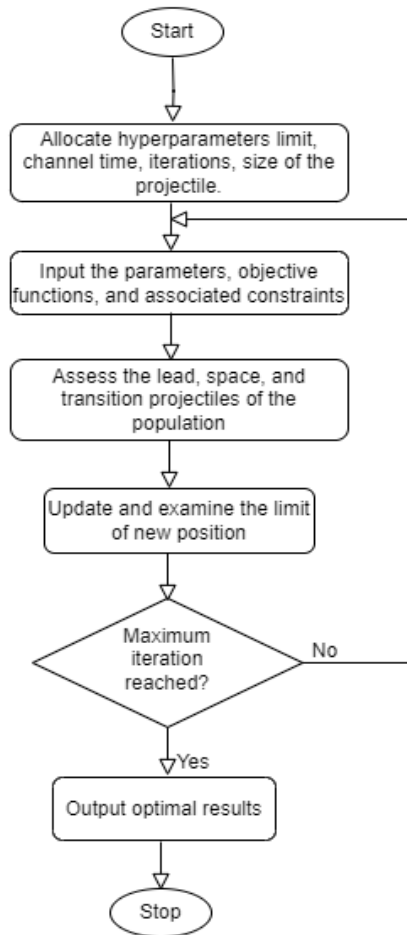 Start
Allocate hyperparameters limit,
channel time, iterations, size of the
projectile.
Input the parameters, objective
functions, and associated constraints
Assess the lead, space, and
transition projectiles of the
population
Update and examine the limit
of new position
Maximum
iteration
reached?
No
Yes
Output optimal results
Stop